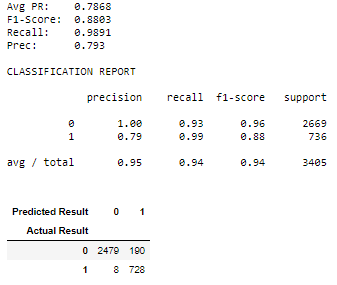 Avg PR: 0.7868
F1-Score: 0.8803
Recall: 0.9891
Prec: 0.793
CLASSIFICATION REPORT
precision recall f1-score support
0 1.00 0.93 0.96 2669
1 0.79 0.99 0.88 736
avg / total 0.95 0.94 0.94 3405
Predicted Result 0 1
Actual Result
0 2479 190
1 8 728